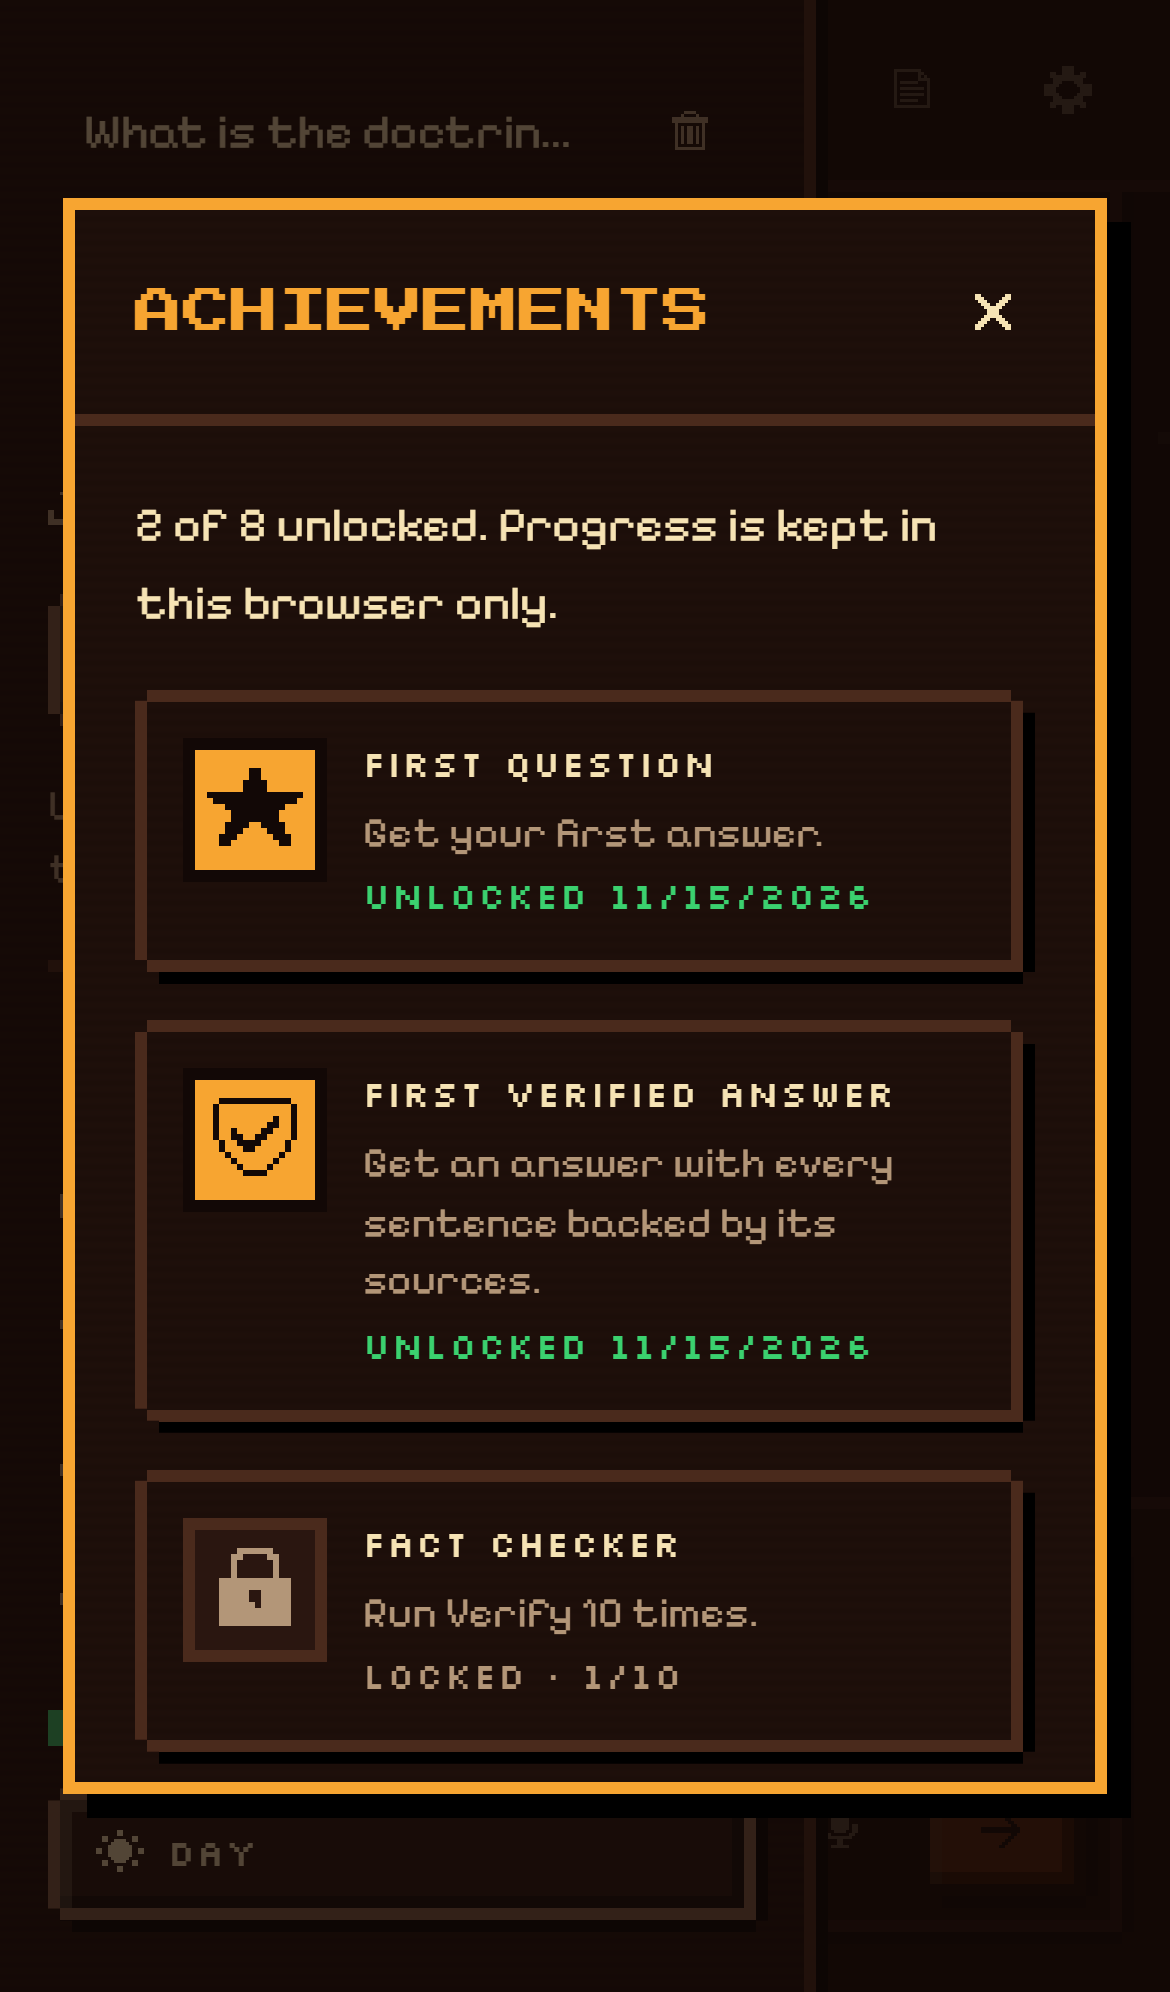 What is the doctrin...
ACHIEVEMENTS
2 of 8 unlocked. Progress is kept in
this browser only.
FIRST QUESTION
Get your first answer.
UNLOCKED 11/15/2026
FIRST VERIFIED ANSWER
Get an answer with every
sentence backed by its
sources.
UNLOCKED 11/15/2026
FACT CHECKER
Run Verify 10 times.
LOCKED · 1/10
DAY